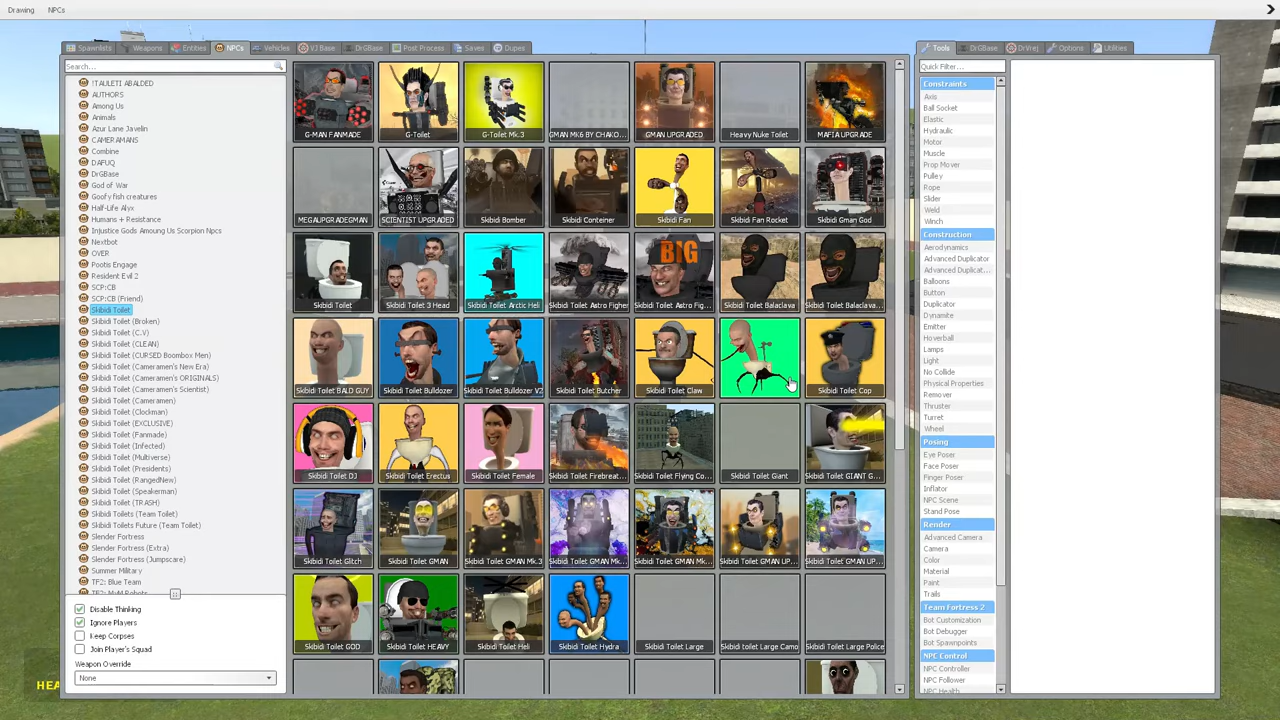 Drawing NPCs
Spawnlists Weapons Entities NPCs Vehicles VJ Base DrGBase Post Process Saves Dupes
Search...
!TAULETI ABALDED
AUTHORS
Among Us
Animals
Azur Lane Javelin
CAMERAMANS
Combine
DAFUQ
DrGBase
God of War
Goofy fish creatures
Half-Life Alyx
Humans + Resistance
Injustice Gods Amoung Us Scorpion Npcs
Nextbot
OVER
Pootis Engage
Resident Evil 2
SCP:CB
SCP:CB (Friend)
Skibidi Toilet
Skibidi Toilet (Broken)
Skibidi Toilet (C.V)
Skibidi Toilet (CLEAN)
Skibidi Toilet (CURSED Boombox Men)
Skibidi Toilet (Cameramen's New Era)
Skibidi Toilet (Cameramen's ORIGINALS)
Skibidi Toilet (Cameramen's Scientist)
Skibidi Toilet (Cameramen)
Skibidi Toilet (Clockman)
Skibidi Toilet (EXCLUSIVE)
Skibidi Toilet (Fanmade)
Skibidi Toilet (Infected)
Skibidi Toilet (Multiverse)
Skibidi Toilet (Presidents)
Skibidi Toilet (RangedNew)
Skibidi Toilet (Speakerman)
Skibidi Toilet (TRASH)
Skibidi Toilets (Team Toilet)
Skibidi Toilets Future (Team Toilet)
Slender Fortress
Slender Fortress (Extra)
Slender Fortress (Jumpscare)
Summer Military
TF2: Blue Team
TF2: MvM Robots
Disable Thinking
Ignore Players
Keep Corpses
Join Player's Squad
Weapon Override
None
HEA
G-MAN FANMADE G-Toilet G-Toilet Mk.3 GMAN MK6 BY CHAKO... GMAN UPGRADED Heavy Nuke Toilet MAFIA UPGRADE
MEGAUPGRADEGMAN SCIENTIST UPGRADED Skibidi Bomber Skibidi Conteiner Skibidi Fan Skibidi Fan Rocket Skibidi Gman God
BIG
Skibidi Toilet Skibidi Toilet 3 Head Skibidi Toilet Arctic Heli Skibidi Toilet Astro Figher Skibidi Toilet Astro Fig... Skibidi Toilet Balaclava Skibidi Toilet Balaclava...
Skibidi Toilet BALD GUY Skibidi Toilet Bulldozer Skibidi Toilet Bulldozer V2 Skibidi Toilet Butcher Skibidi Toilet Claw Skibidi Toilet Cop
Skibidi Toilet DJ Skibidi Toilet Erectus Skibidi Toilet Female Skibidi Toilet Firebreat... Skibidi Toilet Flying Co... Skibidi Toilet Giant Skibidi Toilet GIANT G...
Skibidi Toilet Glitch Skibidi Toilet GMAN Skibidi Toilet GMAN Mk.3 Skibidi Toilet GMAN Mk... Skibidi Toilet GMAN Mk... Skibidi Toilet GMAN UP... Skibidi Toilet GMAN UP...
Skibidi Toilet GOD Skibidi Toilet HEAVY Skibidi Toilet Heli Skibidi Toilet Hydra Skibidi Toilet Large Skibidi Toilet Large Camo Skibidi Toilet Large Police
Tools DrGBase DrVrej Options Utilities
Quick Filter...
Constraints
Axis
Ball Socket
Elastic
Hydraulic
Motor
Muscle
Prop Mover
Pulley
Rope
Slider
Weld
Winch
Construction
Aerodynamics
Advanced Duplicator
Advanced Duplicat...
Balloons
Button
Duplicator
Dynamite
Emitter
Hoverball
Lamps
Light
No Collide
Physical Properties
Remover
Thruster
Turret
Wheel
Posing
Eye Poser
Face Poser
Finger Poser
Inflator
NPC Scene
Stand Pose
Render
Advanced Camera
Camera
Color
Material
Paint
Trails
Team Fortress 2
Bot Customization
Bot Debugger
Bot Spawnpoints
NPC Control
NPC Controller
NPC Follower
NPC Health